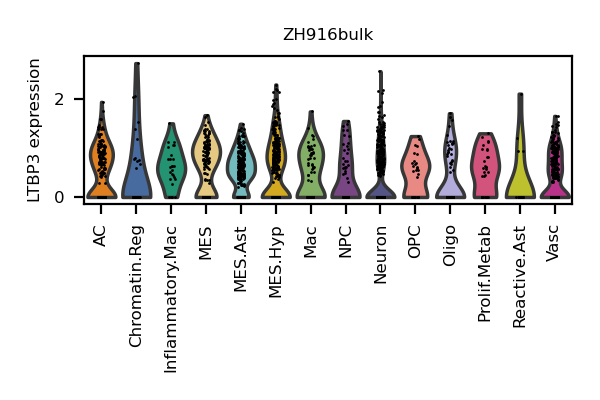 ZH916bulk
LTBP3 expression
2
0
AC
Chromatin.Reg
Inflammatory.Mac
MES
MES.Ast
MES.Hyp
Mac
NPC
Neuron
OPC
Oligo
Prolif.Metab
Reactive.Ast
Vasc